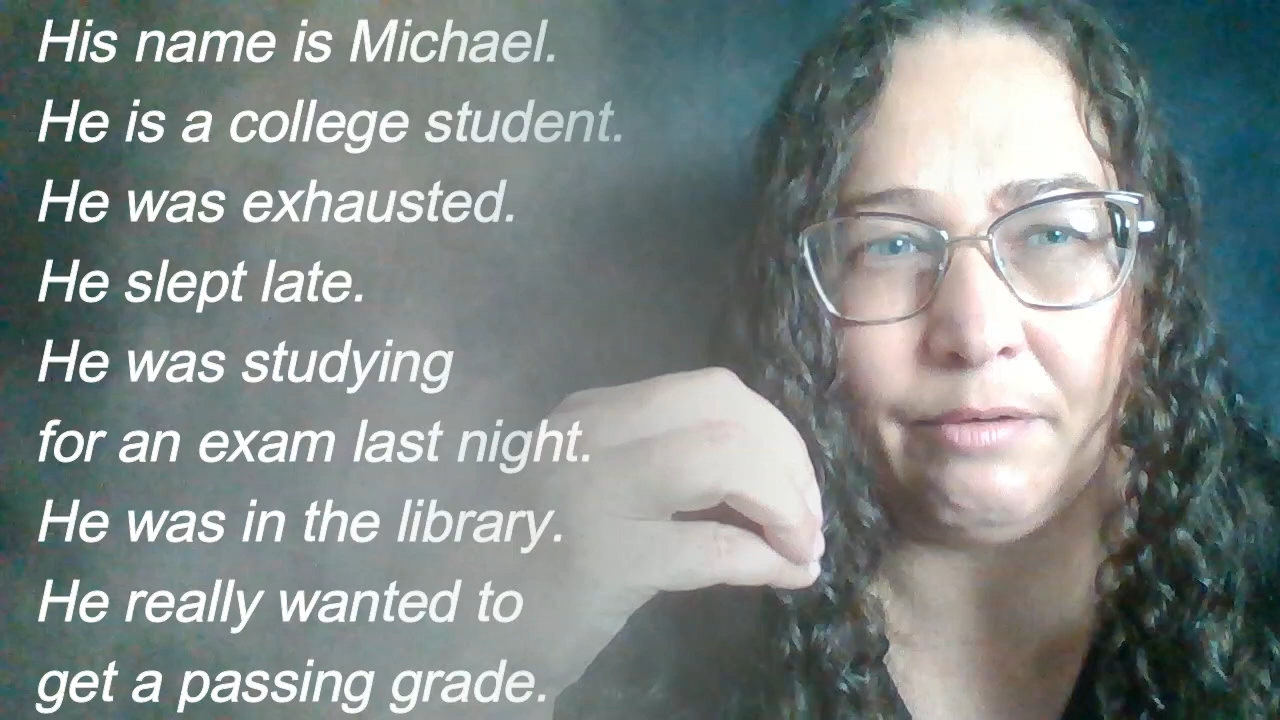 His name is Michael.
He is a college student.
He was exhausted.
He slept late.
He was studying
for an exam last night.
He was in the library.
He really wanted to
get a passing grade.